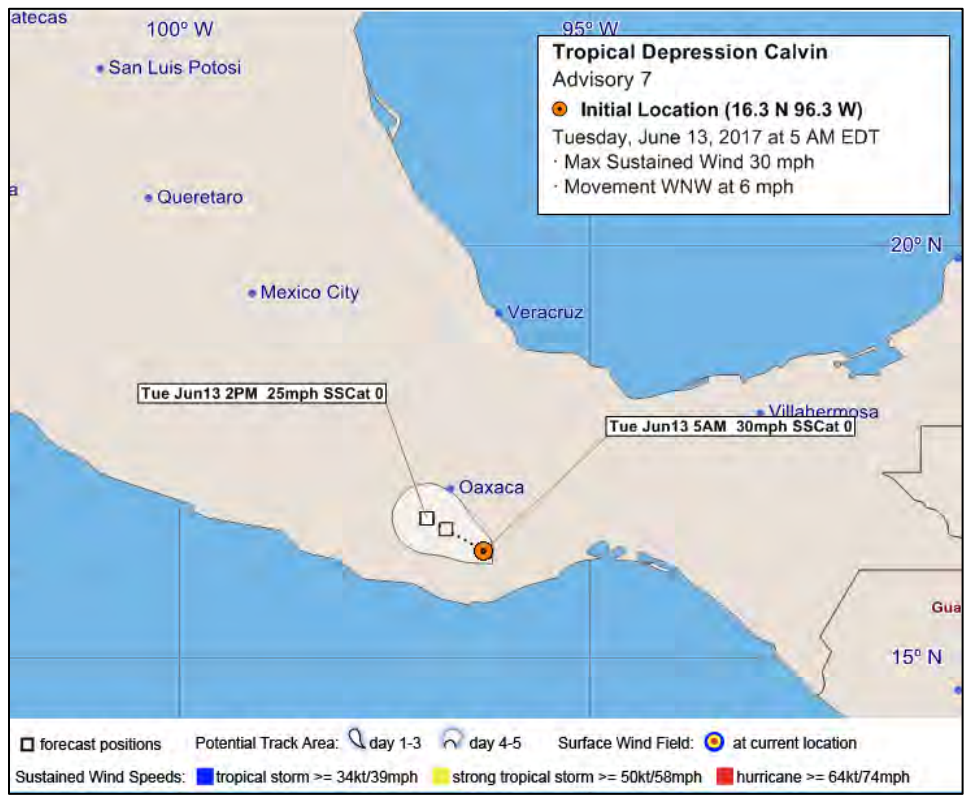 atecas
100º W
95º W
San Luis Potosi
Tropical Depression Calvin
Advisory 7
Initial Location (16.3 N 96.3 W)
Tuesday, June 13, 2017 at 5 AM EDT
· Max Sustained Wind 30 mph
· Movement WNW at 6 mph
a
Queretaro
20º N
Mexico City
Veracruz
Tue Jun13 2PM 25mph SSCat 0
Villahermosa
Tue Jun13 5AM 30mph SSCat 0
Oaxaca
Gua
15º N
forecast positions Potential Track Area: day 1-3 day 4-5 Surface Wind Field: at current location
Sustained Wind Speeds: tropical storm >= 34kt/39mph strong tropical storm >= 50kt/58mph hurricane >= 64kt/74mph